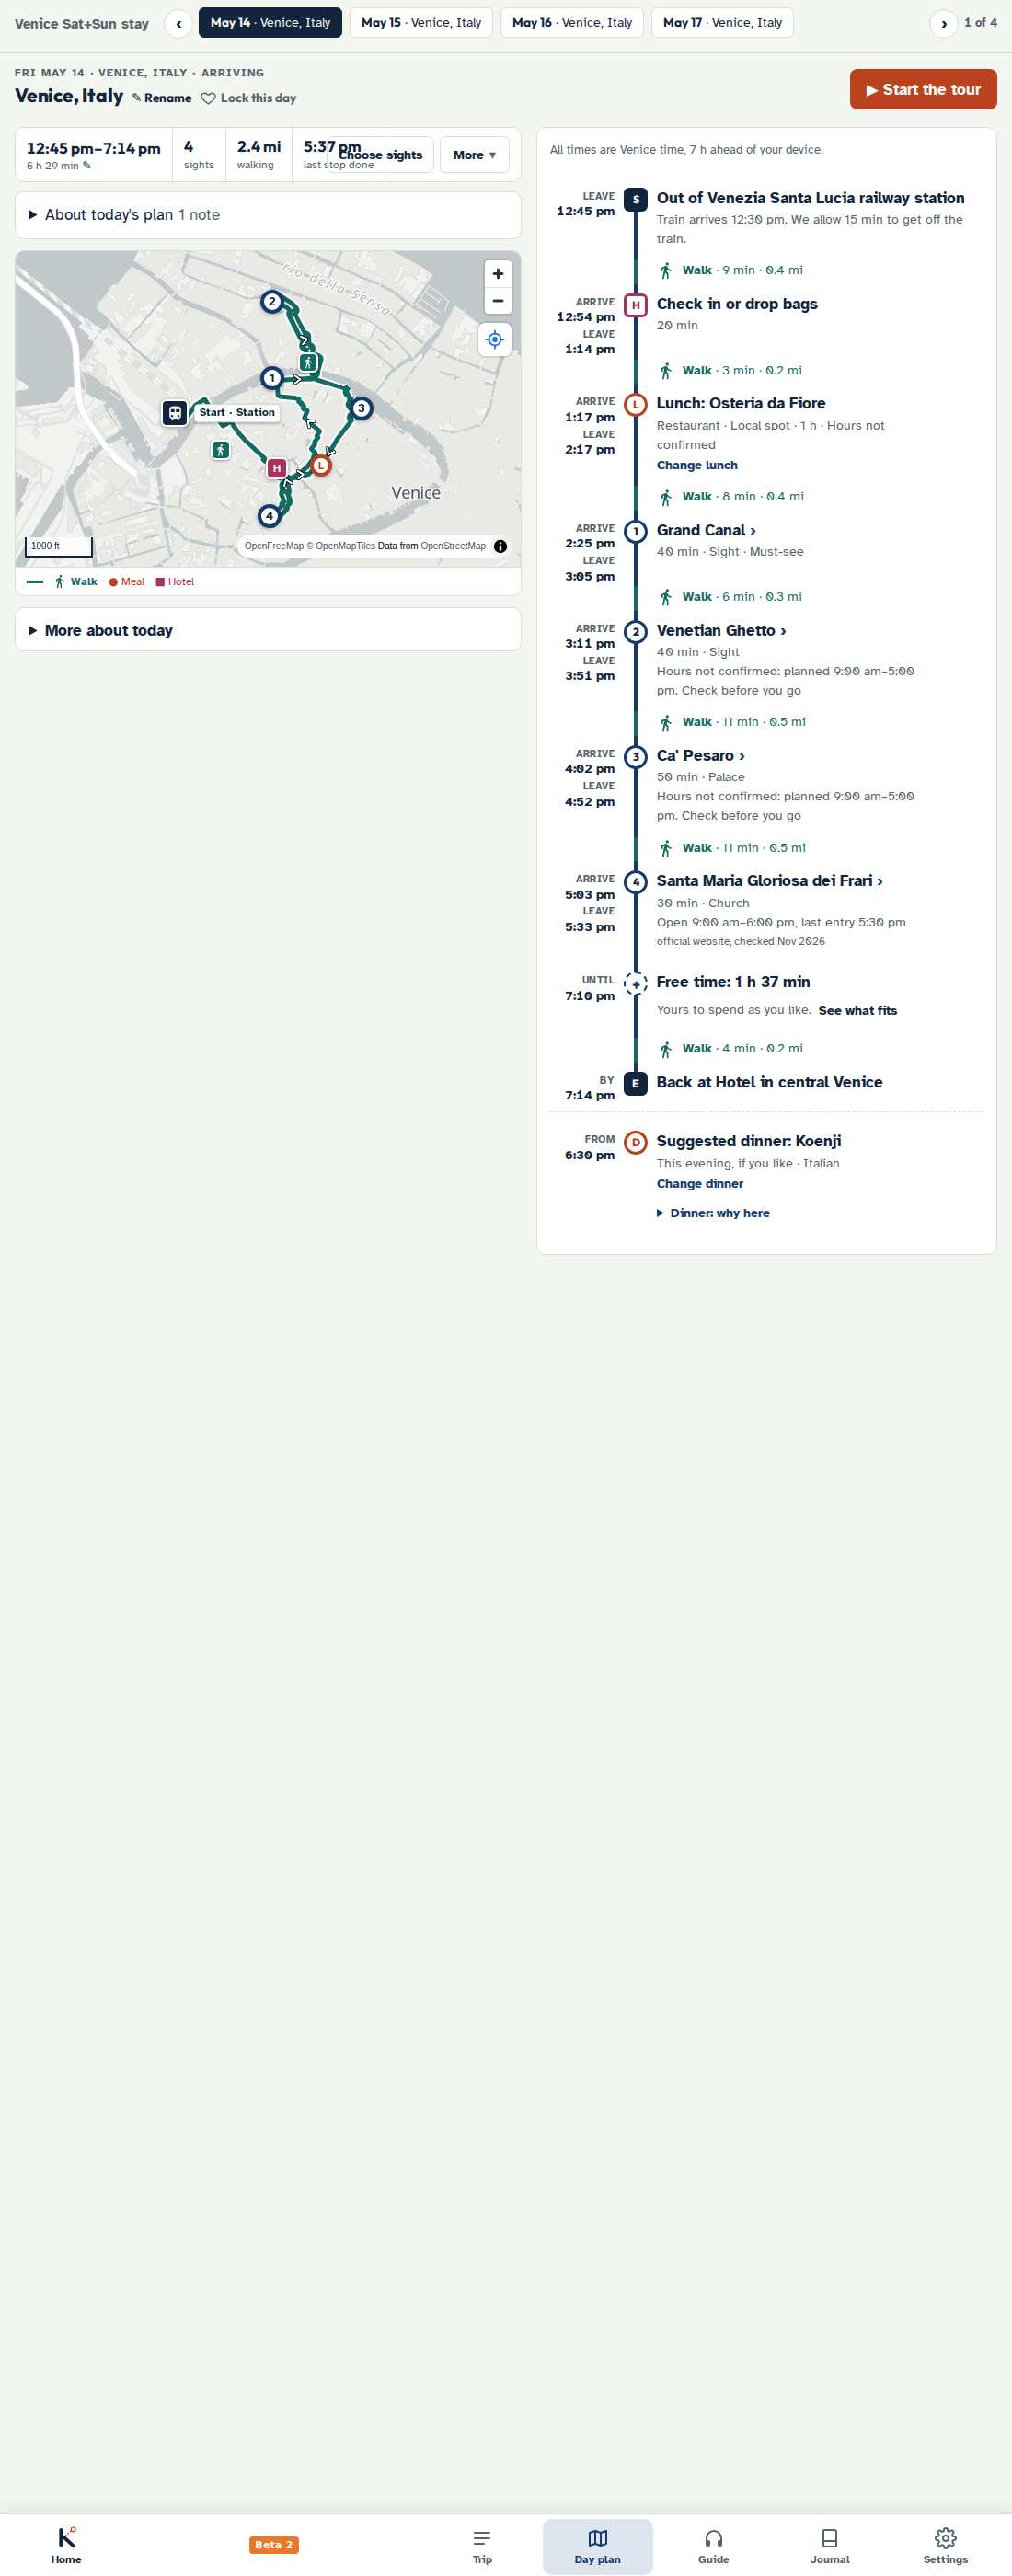 Venice Sat+Sun stay
‹
May 14 · Venice, Italy
May 15 · Venice, Italy
May 16 · Venice, Italy
May 17 · Venice, Italy
›
1 of 4
FRI MAY 14 · VENICE, ITALY · ARRIVING
Venice, Italy ✎ Rename ♡ Lock this day
▶ Start the tour
12:45 pm–7:14 pm
6 h 29 min ✎
4
sights
2.4 mi
walking
5:37 pm
last stop done
Choose sights
More ▾
▶ About today's plan 1 note
rio della Sensa
2
1
3
Start · Station
H
L
4
Venice
+
−
1000 ft
OpenFreeMap © OpenMapTiles Data from OpenStreetMap
Walk
Meal
Hotel
▶ More about today
All times are Venice time, 7 h ahead of your device.
LEAVE
12:45 pm
S
Out of Venezia Santa Lucia railway station
Train arrives 12:30 pm. We allow 15 min to get off the
train.
Walk · 9 min · 0.4 mi
ARRIVE
12:54 pm
LEAVE
1:14 pm
H
Check in or drop bags
20 min
Walk · 3 min · 0.2 mi
ARRIVE
1:17 pm
LEAVE
2:17 pm
L
Lunch: Osteria da Fiore
Restaurant · Local spot · 1 h · Hours not
confirmed
Change lunch
Walk · 8 min · 0.4 mi
ARRIVE
2:25 pm
LEAVE
3:05 pm
1
Grand Canal ›
40 min · Sight · Must-see
Walk · 6 min · 0.3 mi
ARRIVE
3:11 pm
LEAVE
3:51 pm
2
Venetian Ghetto ›
40 min · Sight
Hours not confirmed: planned 9:00 am–5:00
pm. Check before you go
Walk · 11 min · 0.5 mi
ARRIVE
4:02 pm
LEAVE
4:52 pm
3
Ca' Pesaro ›
50 min · Palace
Hours not confirmed: planned 9:00 am–5:00
pm. Check before you go
Walk · 11 min · 0.5 mi
ARRIVE
5:03 pm
LEAVE
5:33 pm
4
Santa Maria Gloriosa dei Frari ›
30 min · Church
Open 9:00 am–6:00 pm, last entry 5:30 pm
official website, checked Nov 2026
UNTIL
7:10 pm
+
Free time: 1 h 37 min
Yours to spend as you like. See what fits
Walk · 4 min · 0.2 mi
BY
7:14 pm
E
Back at Hotel in central Venice
FROM
6:30 pm
D
Suggested dinner: Koenji
This evening, if you like · Italian
Change dinner
▶ Dinner: why here
Home
Beta 2
Trip
Day plan
Guide
Journal
Settings